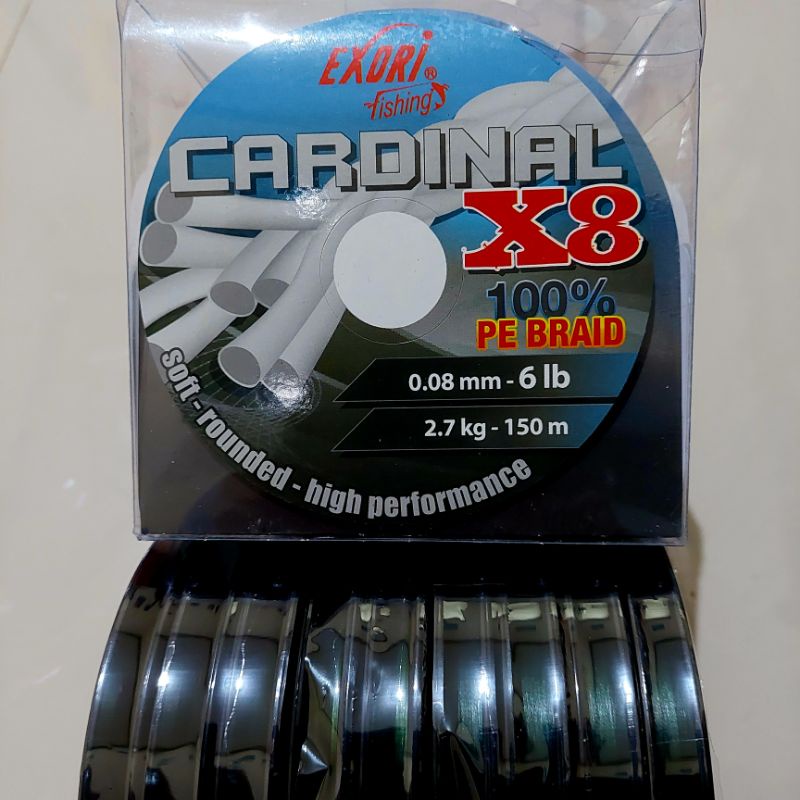 EXORI®
fishing
CARDINAL
X8
100%
PE BRAID
0.08 mm - 6 lb
2.7 kg - 150 m
soft - rounded - high performance